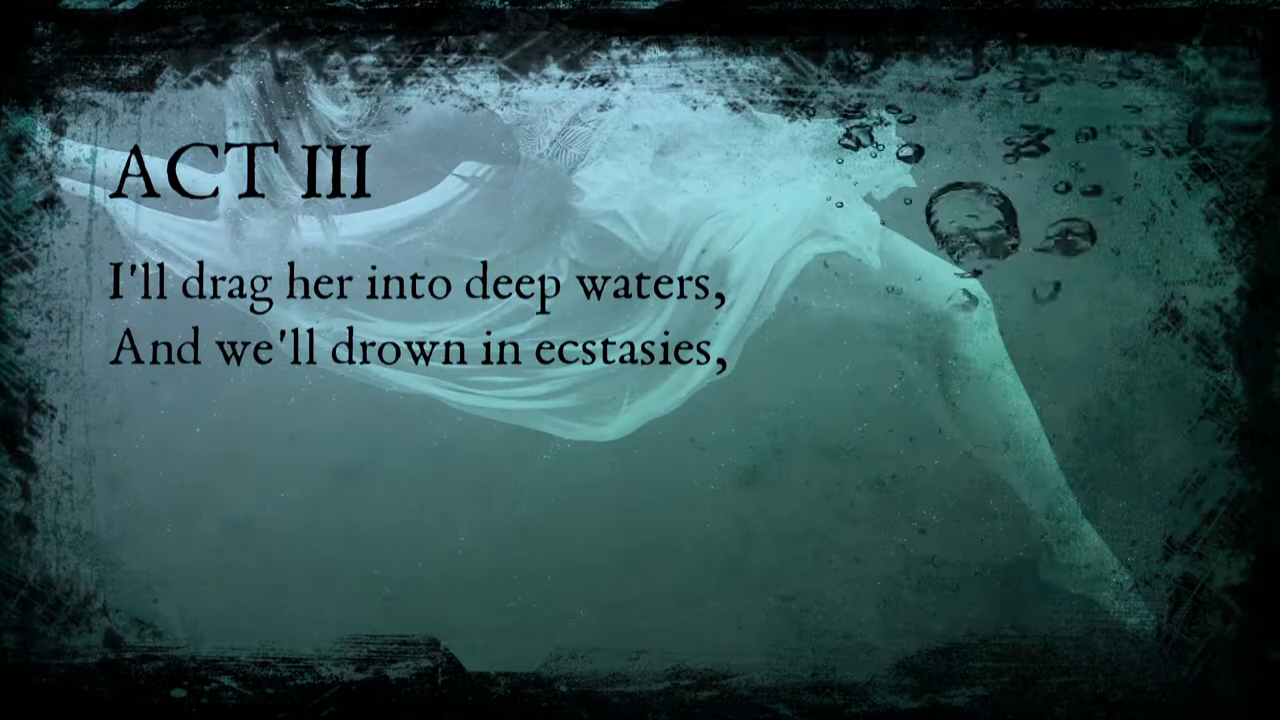 ACT III
I'll drag her into deep waters,
And we'll drown in ecstasies,